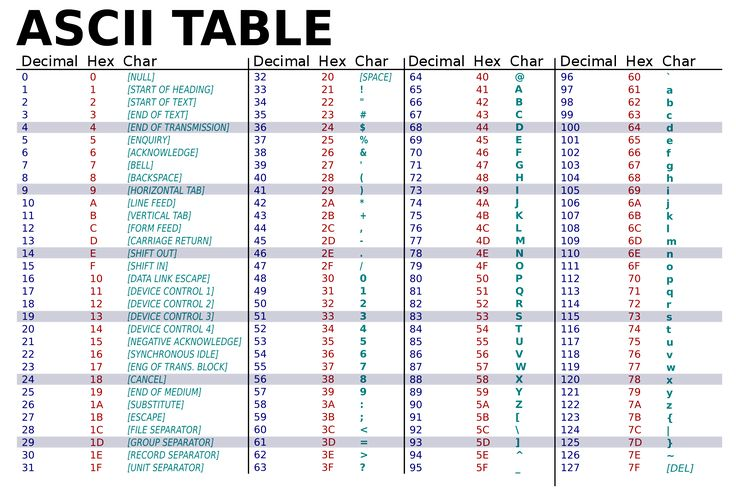 ASCII TABLE
Decimal Hex Char Decimal Hex Char Decimal Hex Char Decimal Hex Char
0 0 [NULL] 32 20 [SPACE] 64 40 @ 96 60 `
1 1 [START OF HEADING] 33 21 ! 65 41 A 97 61 a
2 2 [START OF TEXT] 34 22 " 66 42 B 98 62 b
3 3 [END OF TEXT] 35 23 # 67 43 C 99 63 c
4 4 [END OF TRANSMISSION] 36 24 $ 68 44 D 100 64 d
5 5 [ENQUIRY] 37 25 % 69 45 E 101 65 e
6 6 [ACKNOWLEDGE] 38 26 & 70 46 F 102 66 f
7 7 [BELL] 39 27 ' 71 47 G 103 67 g
8 8 [BACKSPACE] 40 28 ( 72 48 H 104 68 h
9 9 [HORIZONTAL TAB] 41 29 ) 73 49 I 105 69 i
10 A [LINE FEED] 42 2A * 74 4A J 106 6A j
11 B [VERTICAL TAB] 43 2B + 75 4B K 107 6B k
12 C [FORM FEED] 44 2C , 76 4C L 108 6C l
13 D [CARRIAGE RETURN] 45 2D - 77 4D M 109 6D m
14 E [SHIFT OUT] 46 2E . 78 4E N 110 6E n
15 F [SHIFT IN] 47 2F / 79 4F O 111 6F o
16 10 [DATA LINK ESCAPE] 48 30 0 80 50 P 112 70 p
17 11 [DEVICE CONTROL 1] 49 31 1 81 51 Q 113 71 q
18 12 [DEVICE CONTROL 2] 50 32 2 82 52 R 114 72 r
19 13 [DEVICE CONTROL 3] 51 33 3 83 53 S 115 73 s
20 14 [DEVICE CONTROL 4] 52 34 4 84 54 T 116 74 t
21 15 [NEGATIVE ACKNOWLEDGE] 53 35 5 85 55 U 117 75 u
22 16 [SYNCHRONOUS IDLE] 54 36 6 86 56 V 118 76 v
23 17 [ENG OF TRANS. BLOCK] 55 37 7 87 57 W 119 77 w
24 18 [CANCEL] 56 38 8 88 58 X 120 78 x
25 19 [END OF MEDIUM] 57 39 9 89 59 Y 121 79 y
26 1A [SUBSTITUTE] 58 3A : 90 5A Z 122 7A z
27 1B [ESCAPE] 59 3B ; 91 5B [ 123 7B {
28 1C [FILE SEPARATOR] 60 3C < 92 5C \ 124 7C |
29 1D [GROUP SEPARATOR] 61 3D = 93 5D ] 125 7D }
30 1E [RECORD SEPARATOR] 62 3E > 94 5E ^ 126 7E ~
31 1F [UNIT SEPARATOR] 63 3F ? 95 5F _ 127 7F [DEL]